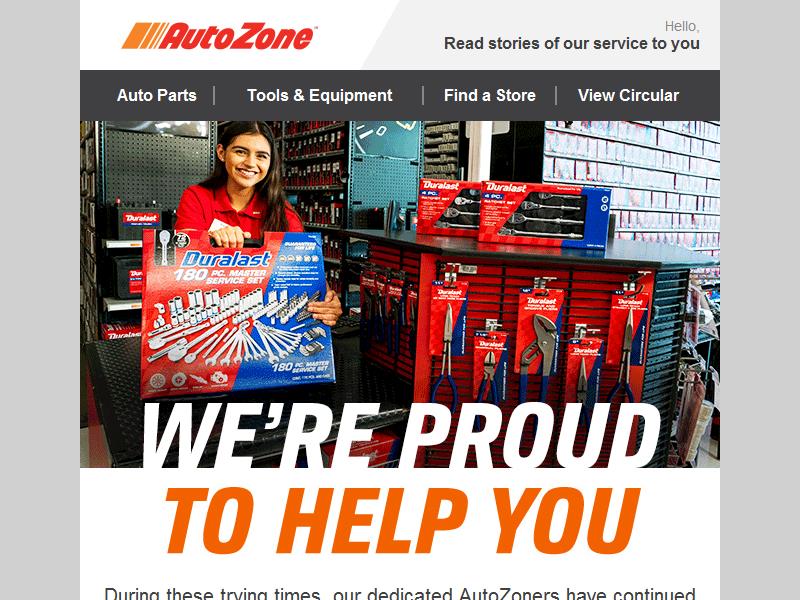 AutoZone
Hello,
Read stories of our service to you
Auto Parts | Tools & Equipment | Find a Store | View Circular
Duralast
Duralast
4 PC.
RATCHET SET
Duralast
4 PC.
RATCHET SET
Duralast
180 PC. MASTER
SERVICE SET
GUARANTEED
FOR LIFE
180 PC. MASTER
SERVICE SET
Duralast
Duralast
Duralast
Duralast
Duralast
WE'RE PROUD
TO HELP YOU
During these trying times, our dedicated AutoZoners have continued